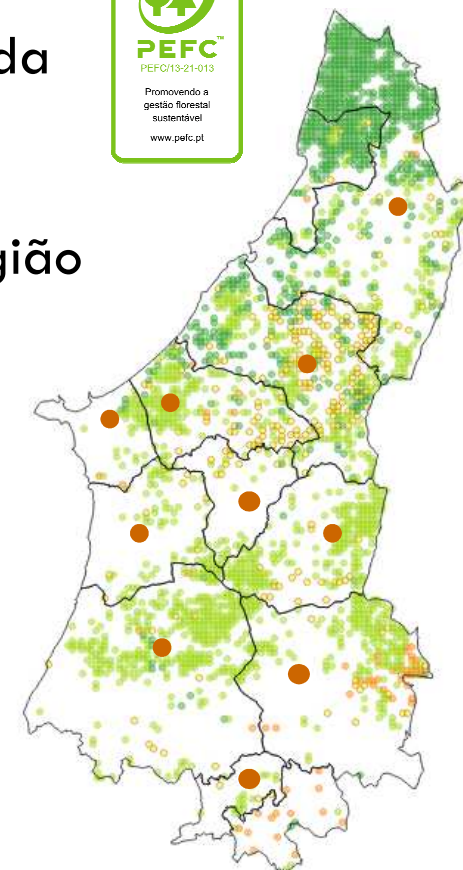 da
PEFC™
PEFC/13-21-013
Promovendo a
gestão florestal
sustentável
www.pefc.pt
gião